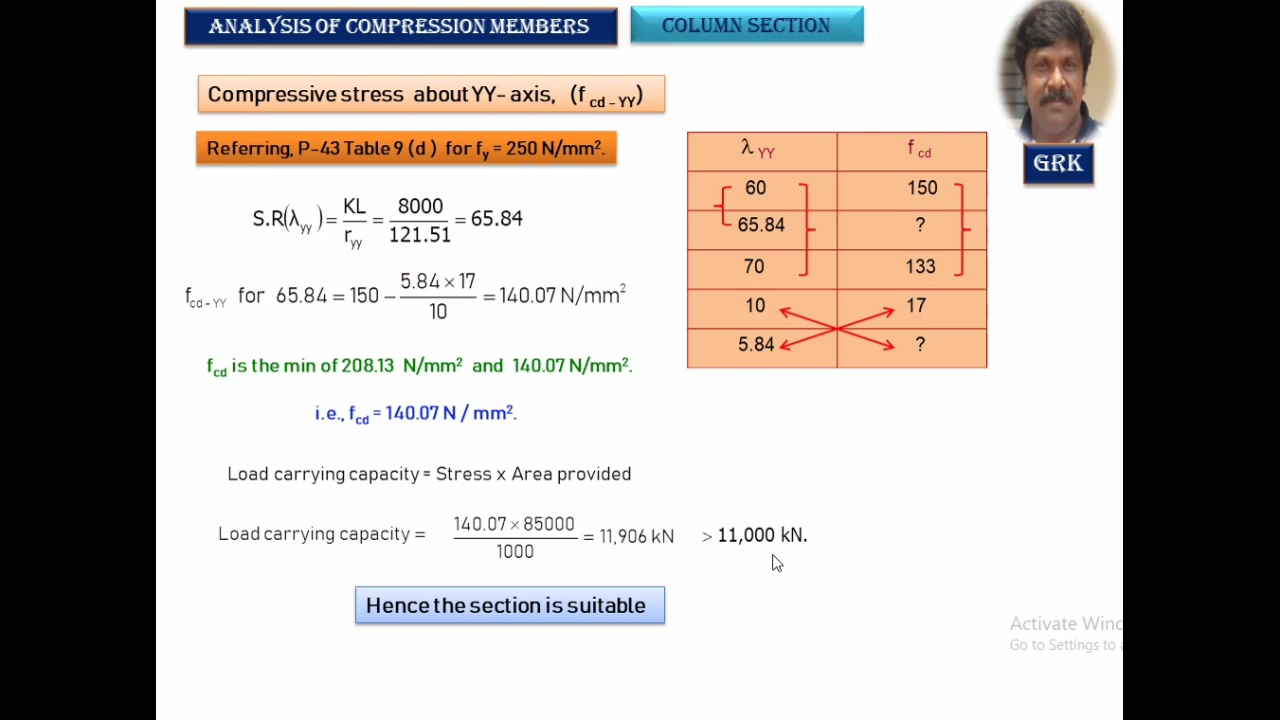 ANALYSIS OF COMPRESSION MEMBERS
COLUMN SECTION
Compressive stress about YY- axis, (f cd - YY)
Referring, P-43 Table 9 (d ) for fy = 250 N/mm².
S.R(λyy) = KL/ryy = 8000/121.51 = 65.84
fcd - YY for 65.84 = 150 - 5.84 × 17/10 = 140.07 N/mm²
fcd is the min of 208.13 N/mm² and 140.07 N/mm².
i.e., fcd = 140.07 N / mm².
Load carrying capacity = Stress x Area provided
Load carrying capacity = 140.07 × 85000/1000 = 11,906 kN > 11,000 kN.
Hence the section is suitable
λ YY f cd
60 150
65.84 ?
70 133
10 17
5.84 ?
GRK
Activate Winc
Go to Settings to a